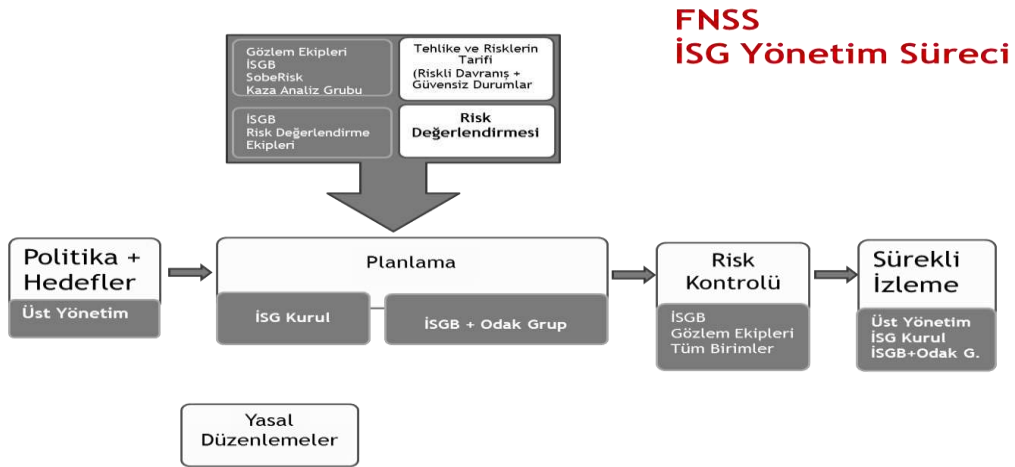 FNSS
İSG Yönetim Süreci
Gözlem Ekipleri
İSGB
SobeRisk
Kaza Analiz Grubu
Tehlike ve Risklerin
Tarifi
(Riskli Davranış +
Güvensiz Durumlar
İSGB
Risk Değerlendirme
Ekipleri
Risk
Değerlendirmesi
Politika +
Hedefler
Üst Yönetim
Planlama
İSG Kurul
İSGB + Odak Grup
Risk
Kontrolü
İSGB
Gözlem Ekipleri
Tüm Birimler
Sürekli
İzleme
Üst Yönetim
İSG Kurul
İSGB+Odak G.
Yasal
Düzenlemeler